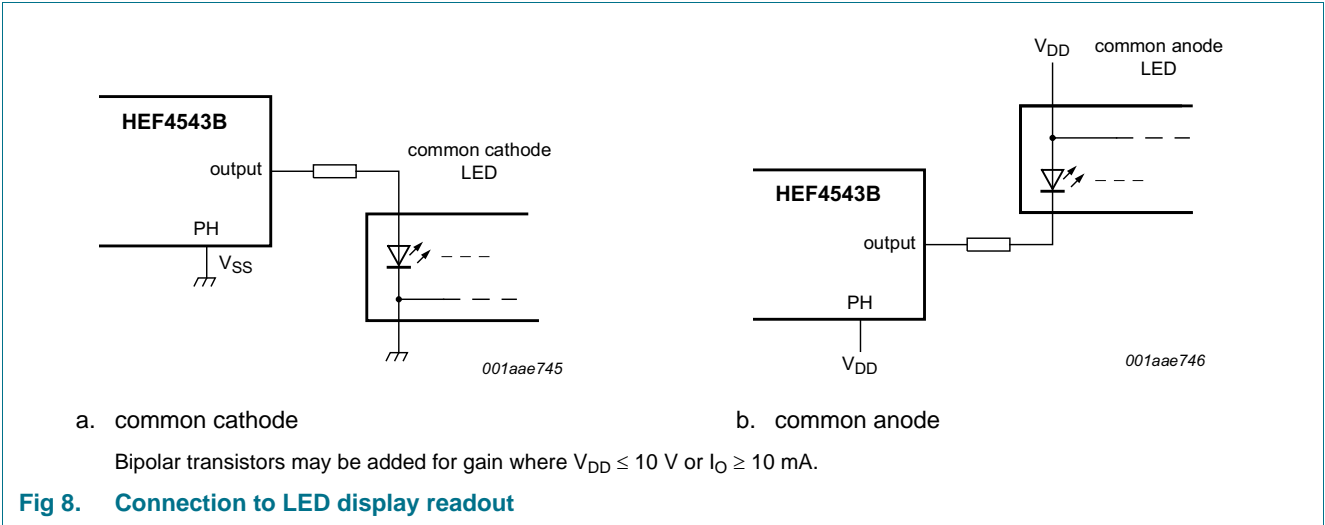 HEF4543B
output
PH
VSS
common cathode
LED
001aae745
a. common cathode
VDD
common anode
LED
HEF4543B
output
PH
VDD
001aae746
b. common anode
Bipolar transistors may be added for gain where VDD ≤ 10 V or IO ≥ 10 mA.
Fig 8. Connection to LED display readout